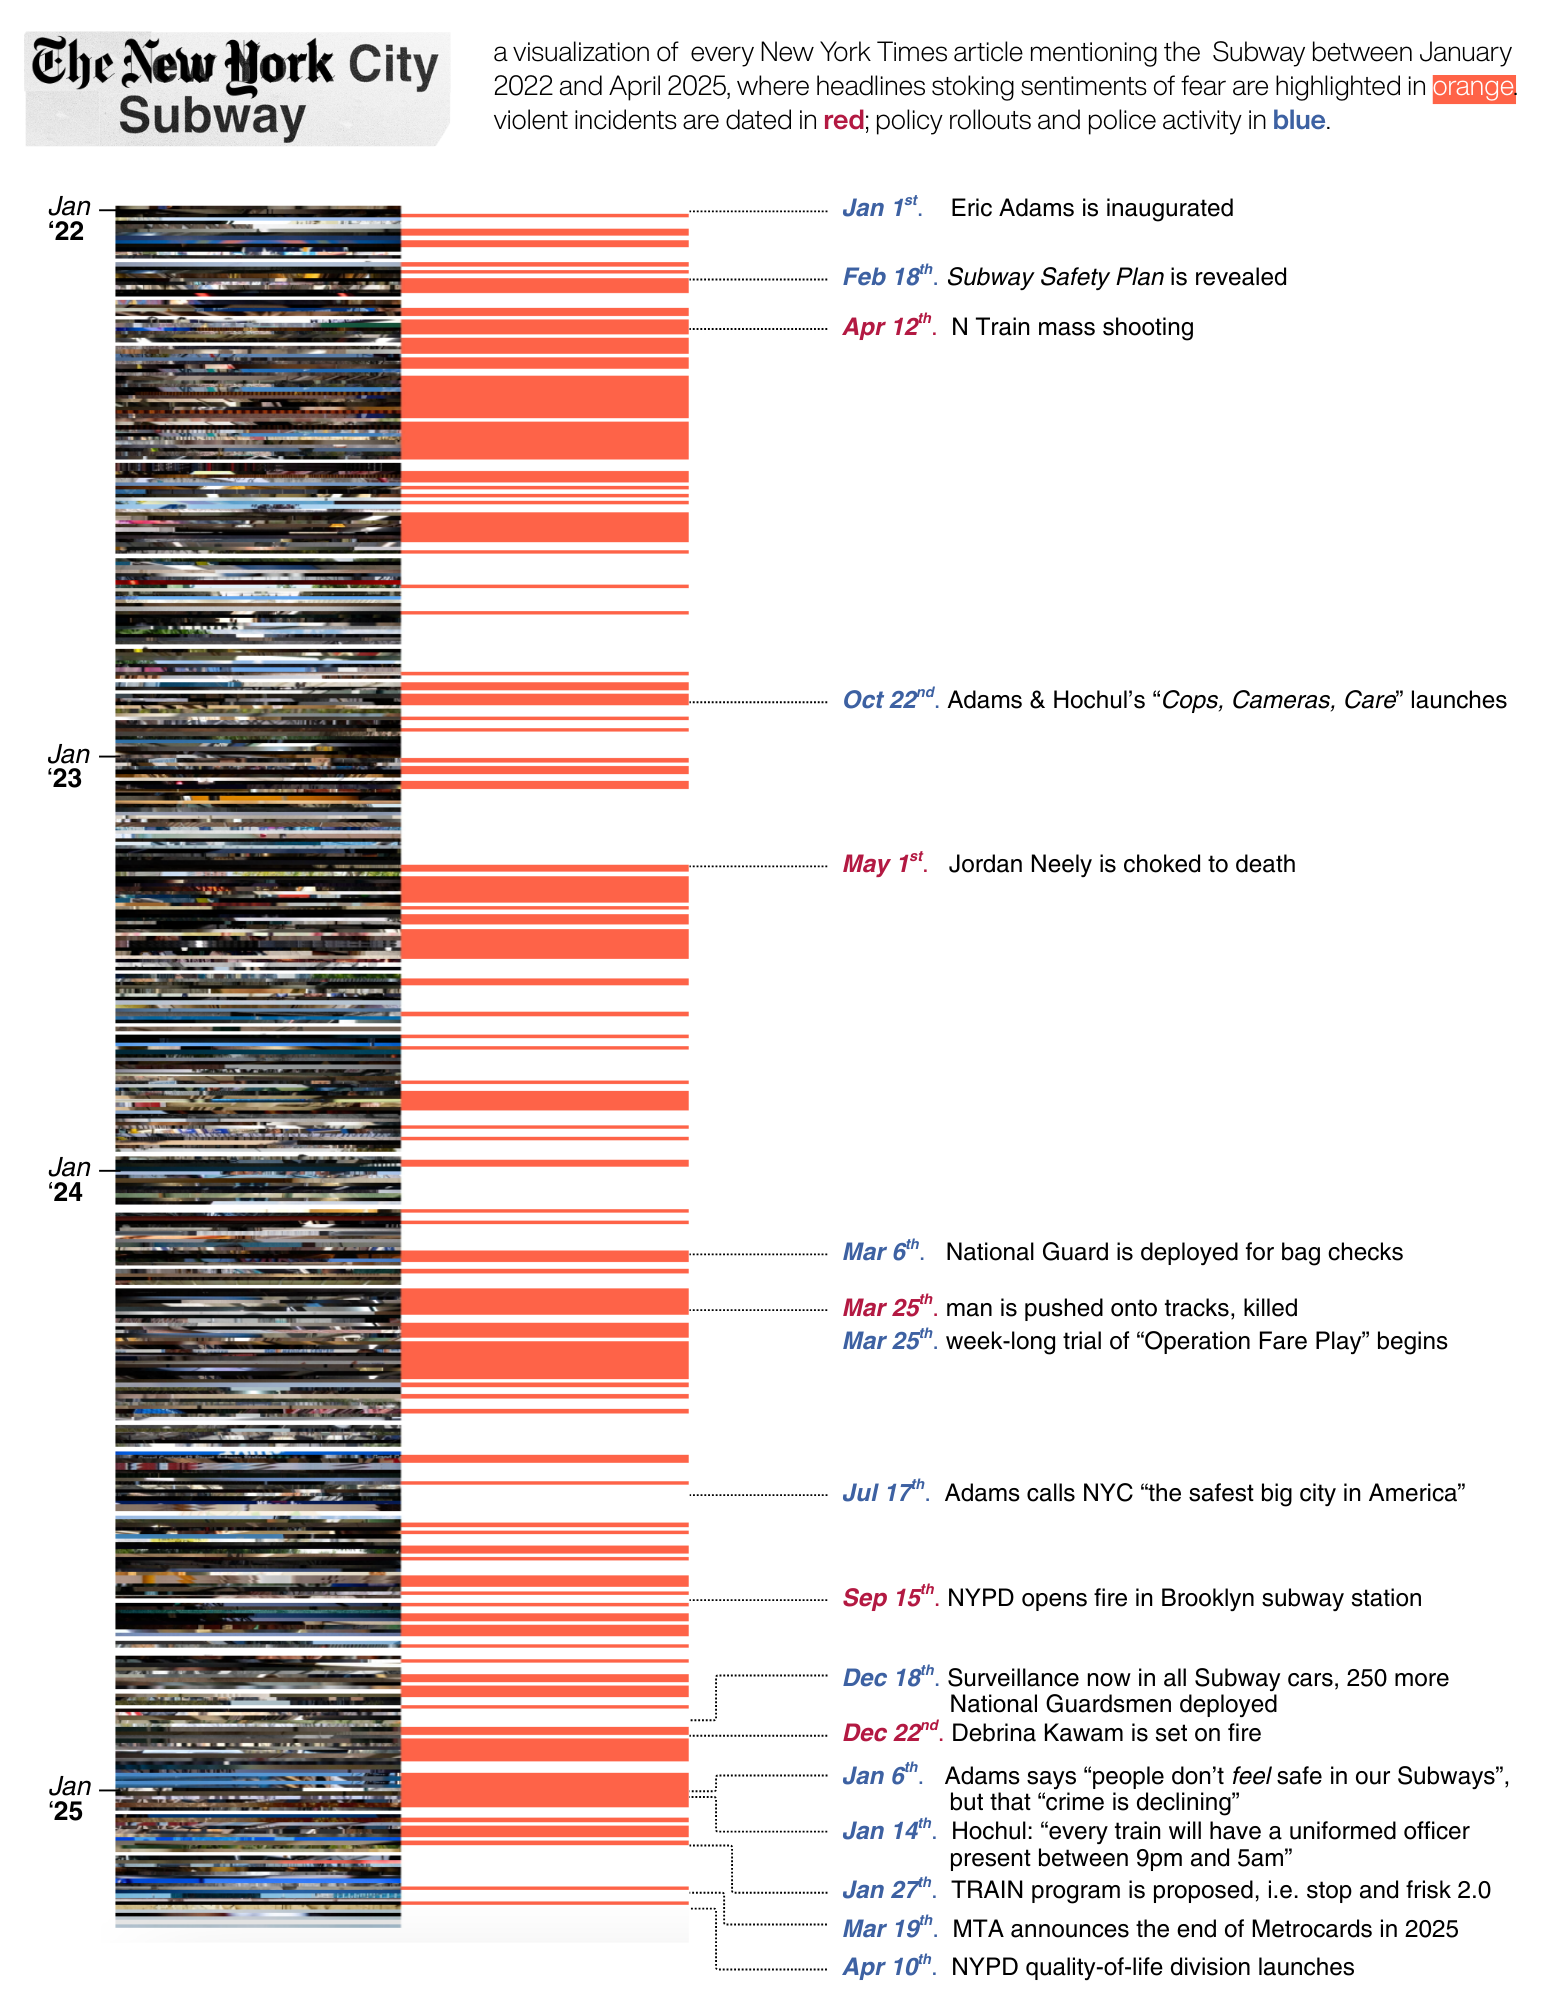 The New York City
Subway
a visualization of every New York Times article mentioning the Subway between January
2022 and April 2025, where headlines stoking sentiments of fear are highlighted in orange.
violent incidents are dated in red; policy rollouts and police activity in blue.
Jan
‘22
Jan 1st. Eric Adams is inaugurated
Feb 18th. Subway Safety Plan is revealed
Apr 12th. N Train mass shooting
Oct 22nd. Adams & Hochul’s “Cops, Cameras, Care” launches
Jan
‘23
May 1st. Jordan Neely is choked to death
Jan
‘24
Mar 6th. National Guard is deployed for bag checks
Mar 25th. man is pushed onto tracks, killed
Mar 25th. week-long trial of “Operation Fare Play” begins
Jul 17th. Adams calls NYC “the safest big city in America”
Sep 15th. NYPD opens fire in Brooklyn subway station
Dec 18th. Surveillance now in all Subway cars, 250 more
National Guardsmen deployed
Dec 22nd. Debrina Kawam is set on fire
Jan
‘25
Jan 6th. Adams says “people don’t feel safe in our Subways”,
but that “crime is declining”
Jan 14th. Hochul: “every train will have a uniformed officer
present between 9pm and 5am”
Jan 27th. TRAIN program is proposed, i.e. stop and frisk 2.0
Mar 19th. MTA announces the end of Metrocards in 2025
Apr 10th. NYPD quality-of-life division launches